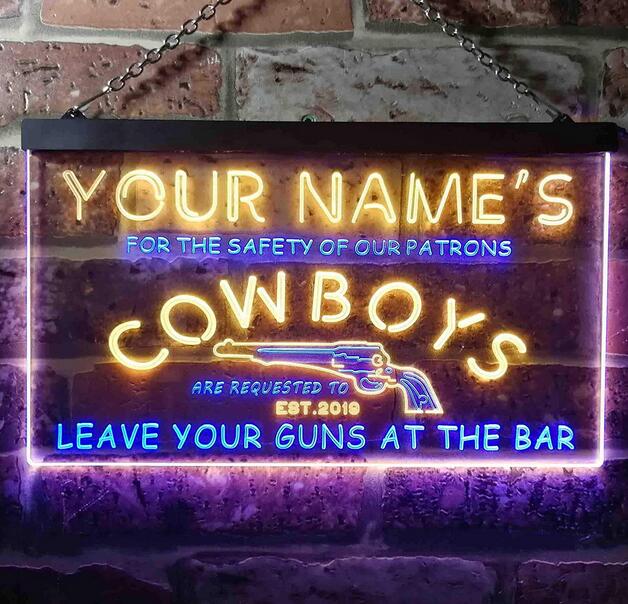 YOUR NAME'S
FOR THE SAFETY OF OUR PATRONS
COWBOYS
ARE REQUESTED TO
EST.2019
LEAVE YOUR GUNS AT THE BAR